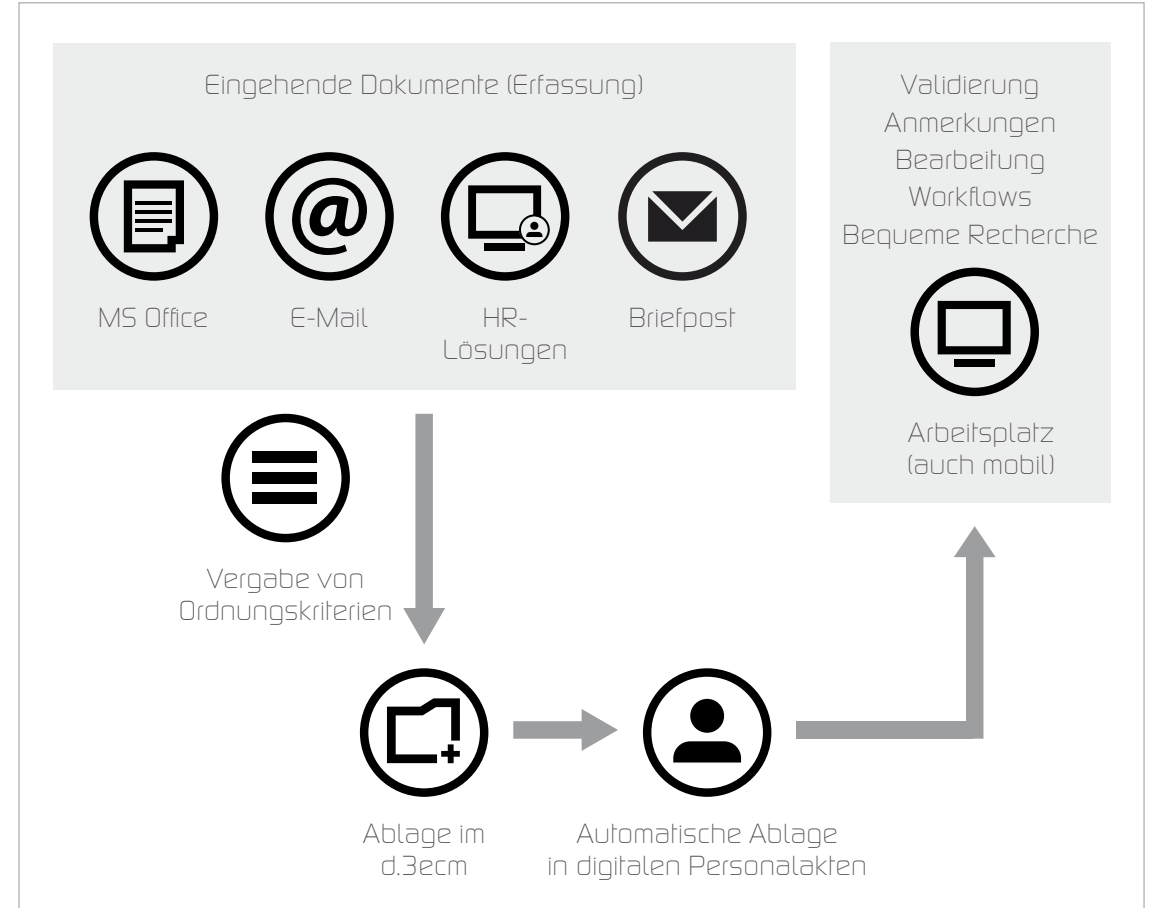 Eingehende Dokumente (Erfassung)
MS Office
E-Mail
HR-
Lösungen
Briefpost
Validierung
Anmerkungen
Bearbeitung
Workflows
Bequeme Recherche
Arbeitsplatz
(auch mobil)
Vergabe von
Ordnungskriterien
Ablage im
d.3ecm
Automatische Ablage
in digitalen Personalakten